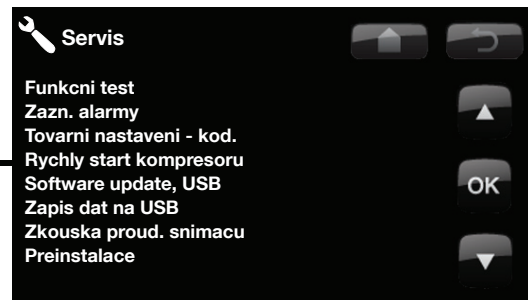 Servis
Funkcni test
Zazn. alarmy
Tovarni nastaveni - kod.
Rychly start kompresoru
Software update, USB
OK
Zapis dat na USB
Zkouska proud. snimacu
Preinstalace